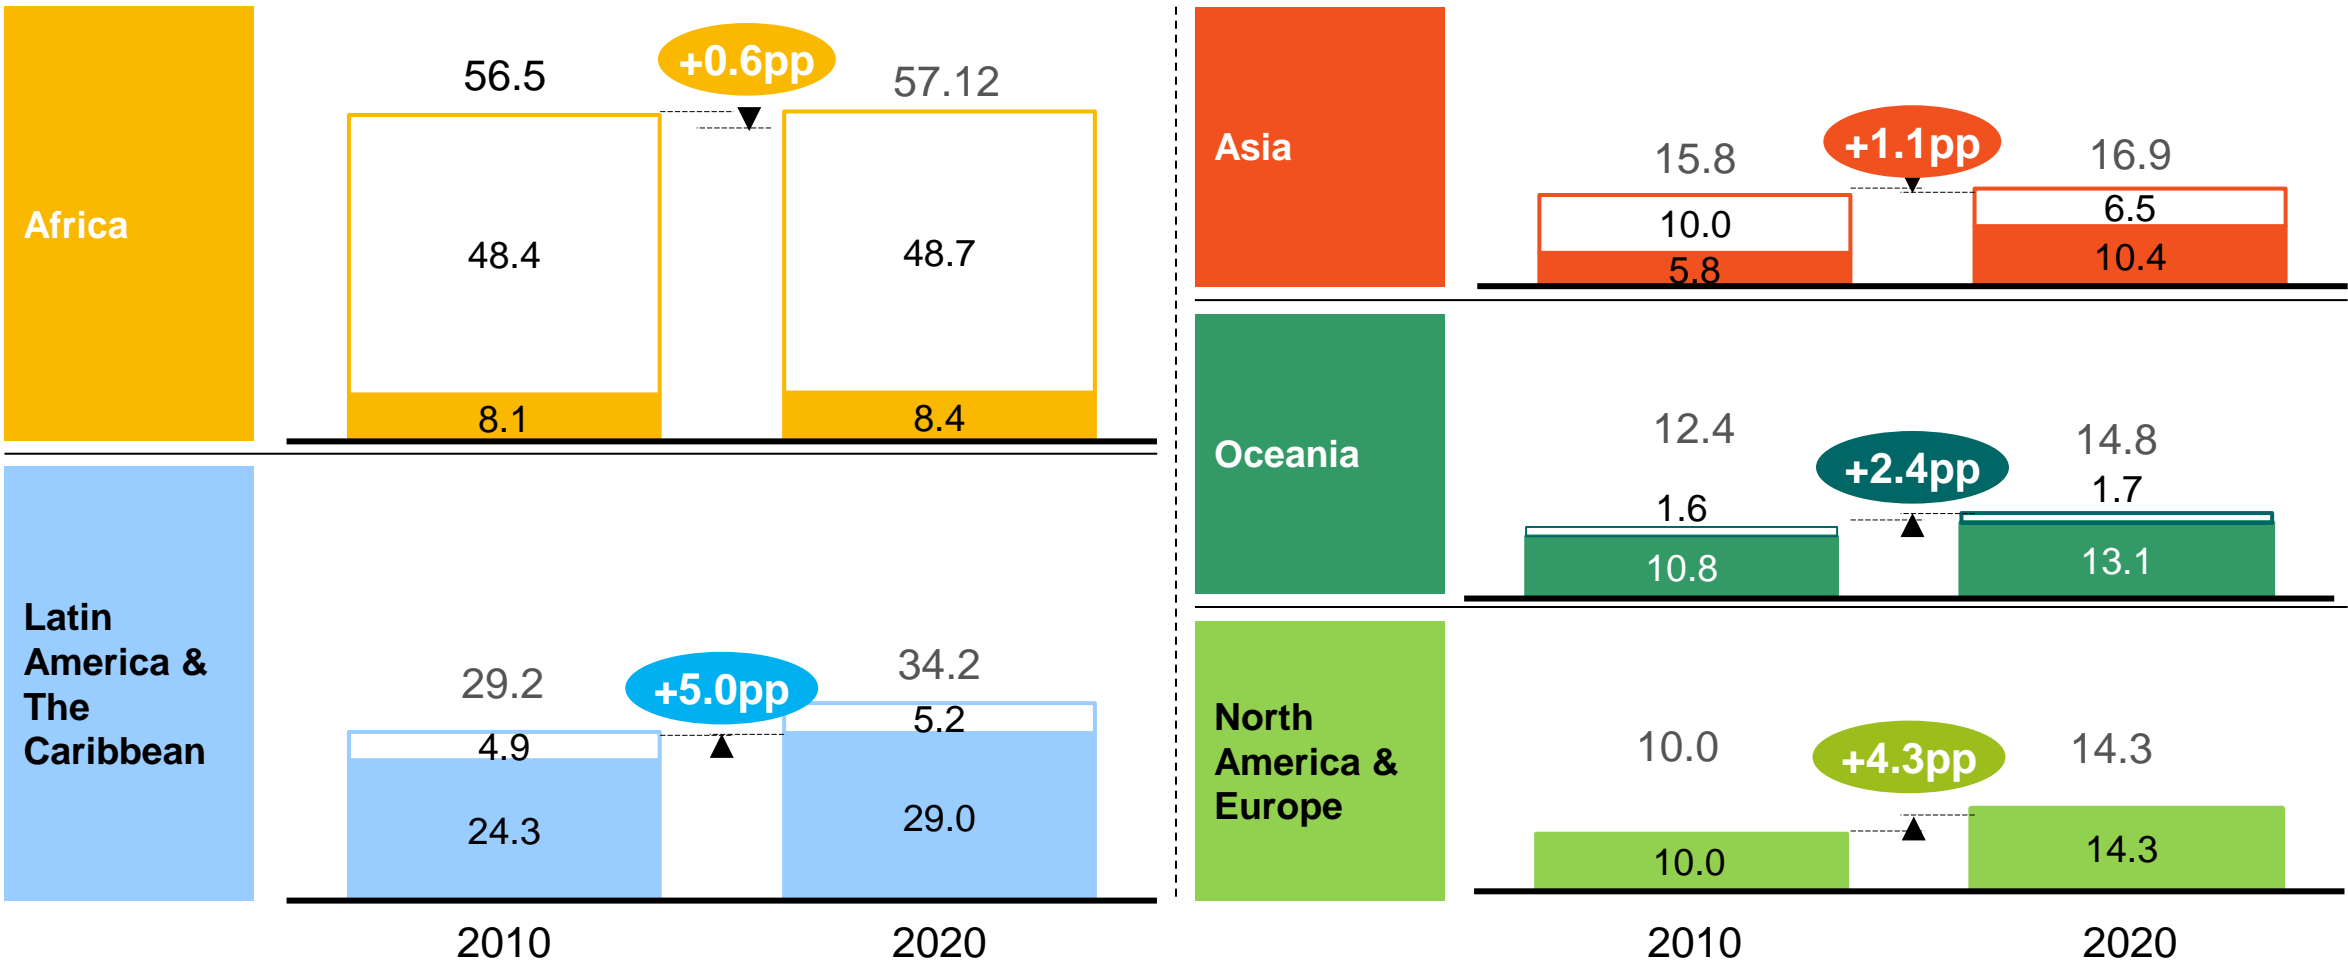 Africa
56.5
+0.6pp
57.12
48.4
48.7
8.1
8.4
Latin
America &
The
Caribbean
29.2
+5.0pp
34.2
4.9
5.2
24.3
29.0
2010
2020
Asia
15.8
+1.1pp
16.9
10.0
6.5
5.8
10.4
Oceania
12.4
+2.4pp
14.8
1.6
1.7
10.8
13.1
North
America &
Europe
10.0
+4.3pp
14.3
10.0
14.3
2010
2020